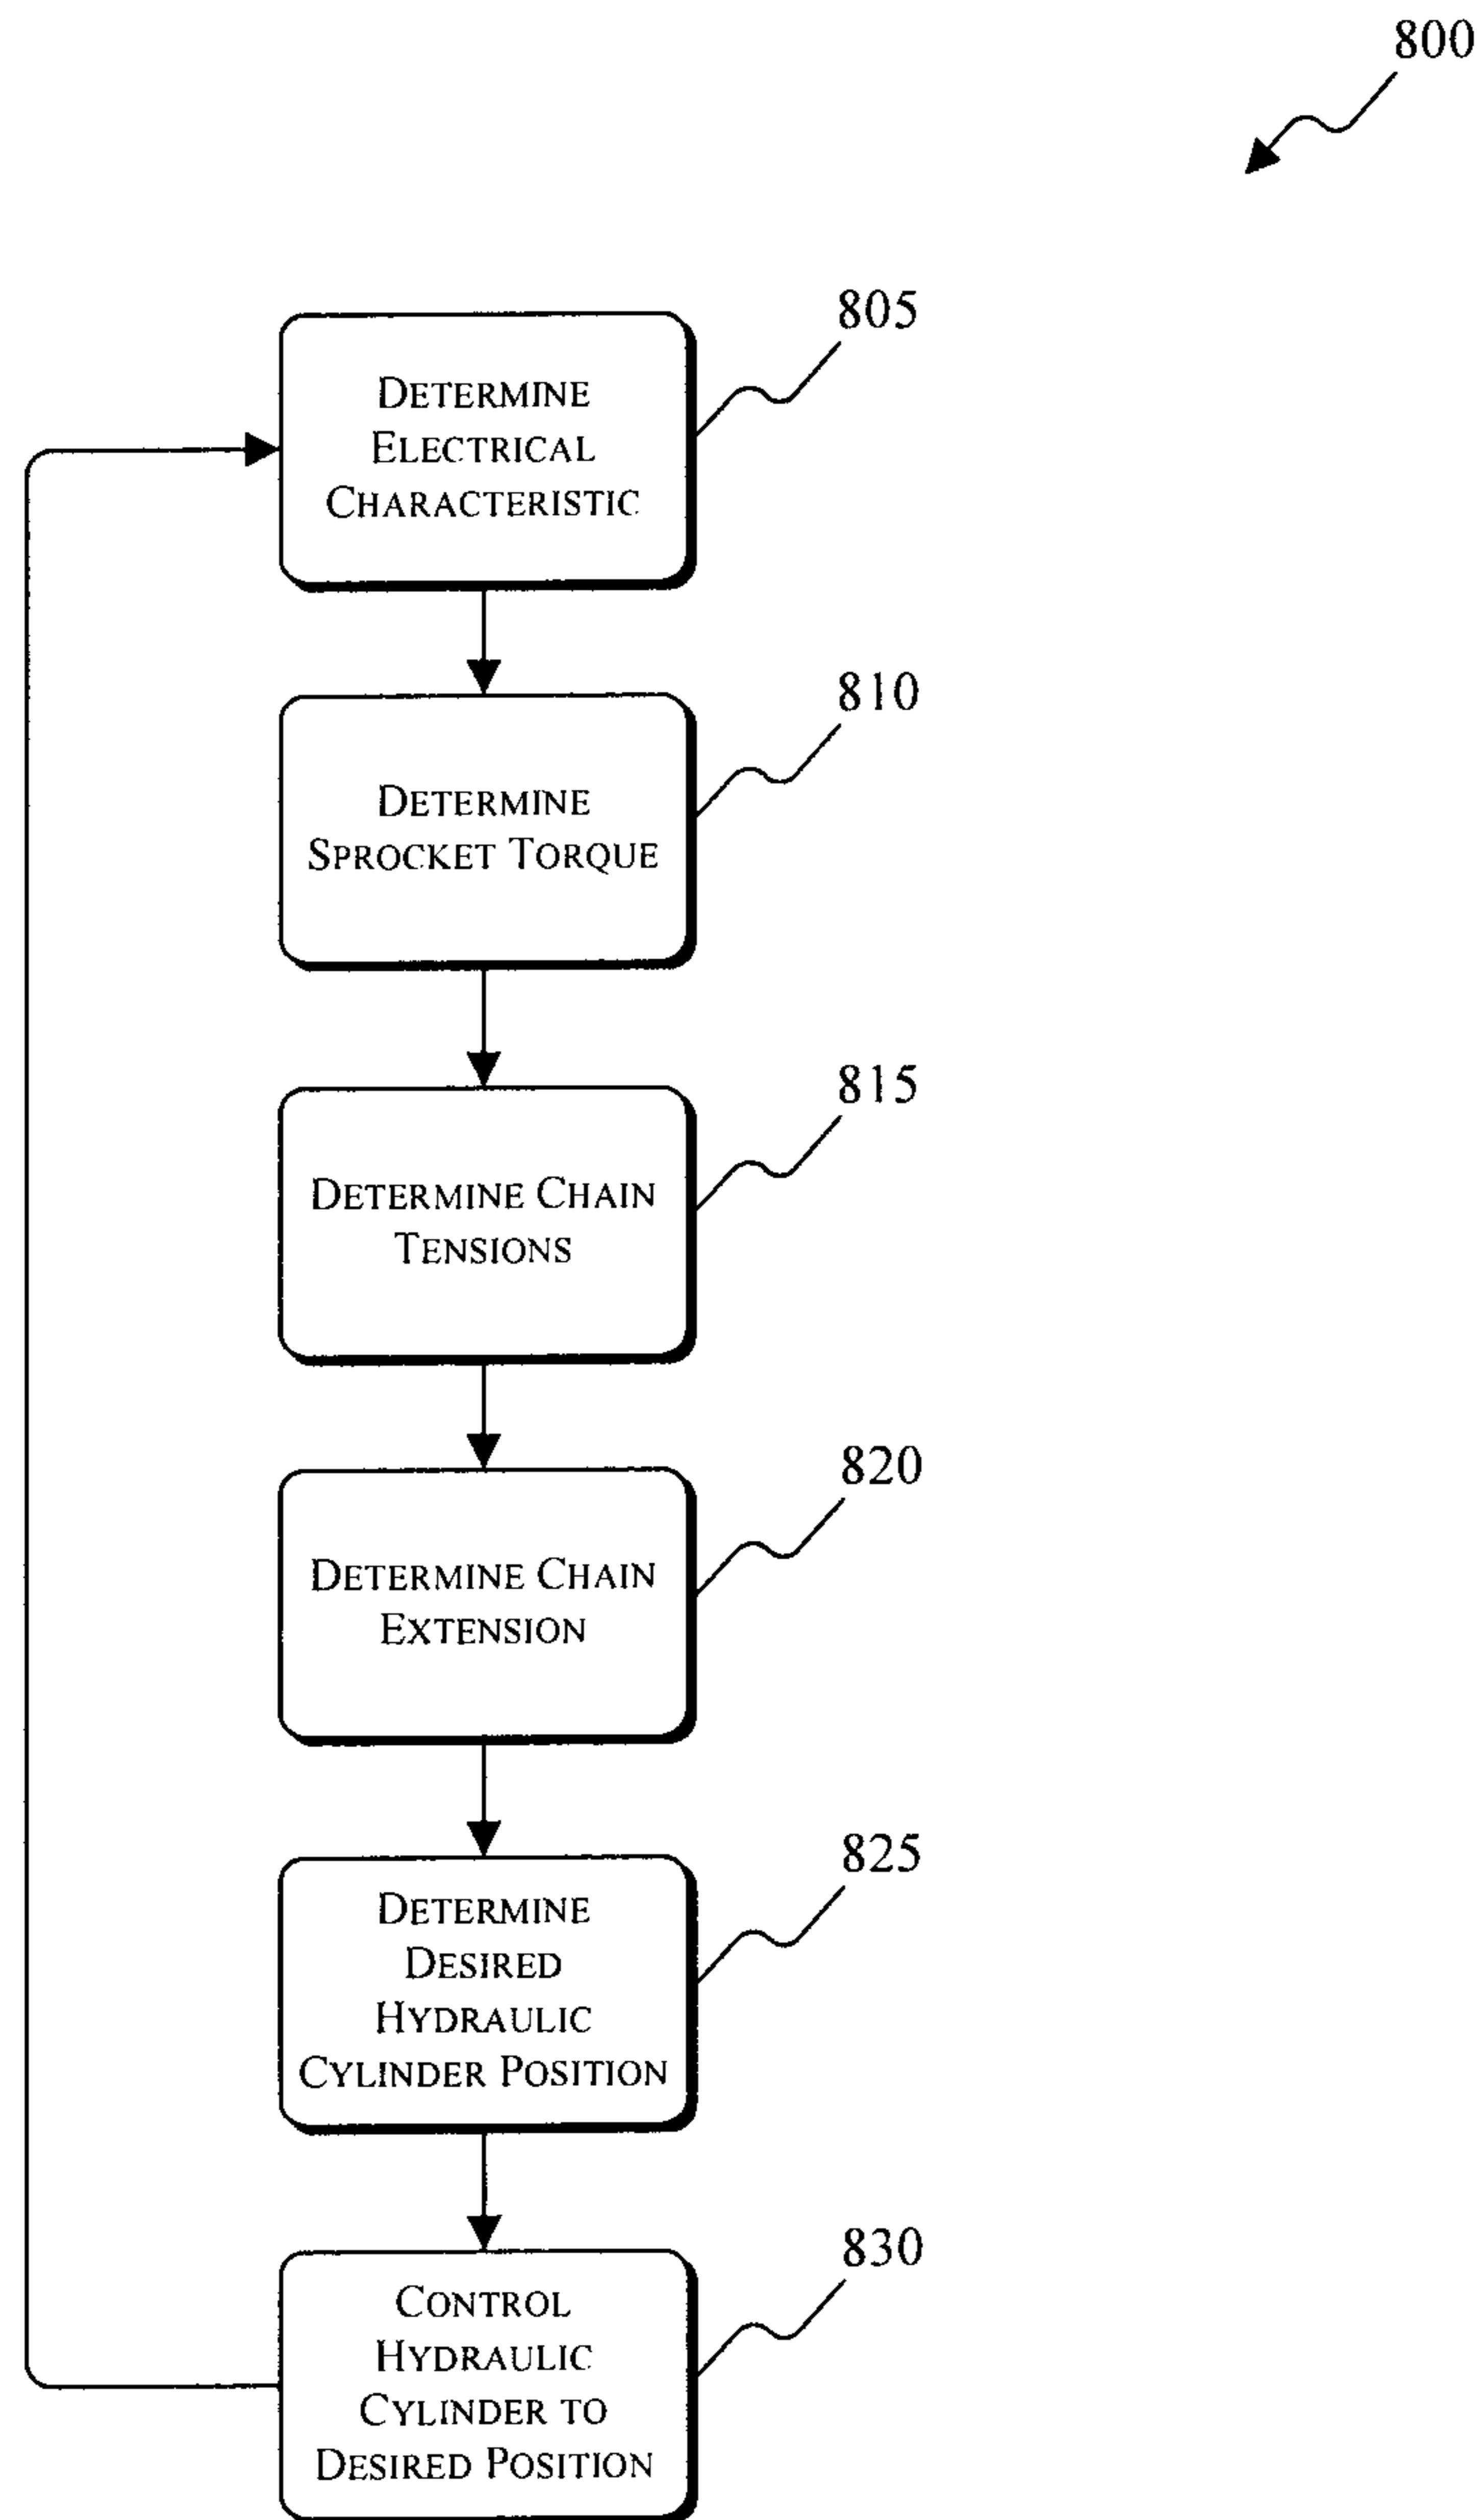 800
805
DETERMINE
ELECTRICAL
CHARACTERISTIC
810
DETERMINE
SPROCKET TORQUE
815
DETERMINE CHAIN
TENSIONS
820
DETERMINE CHAIN
EXTENSION
825
DETERMINE
DESIRED
HYDRAULIC
CYLINDER POSITION
830
CONTROL
HYDRAULIC
CYLINDER TO
DESIRED POSITION